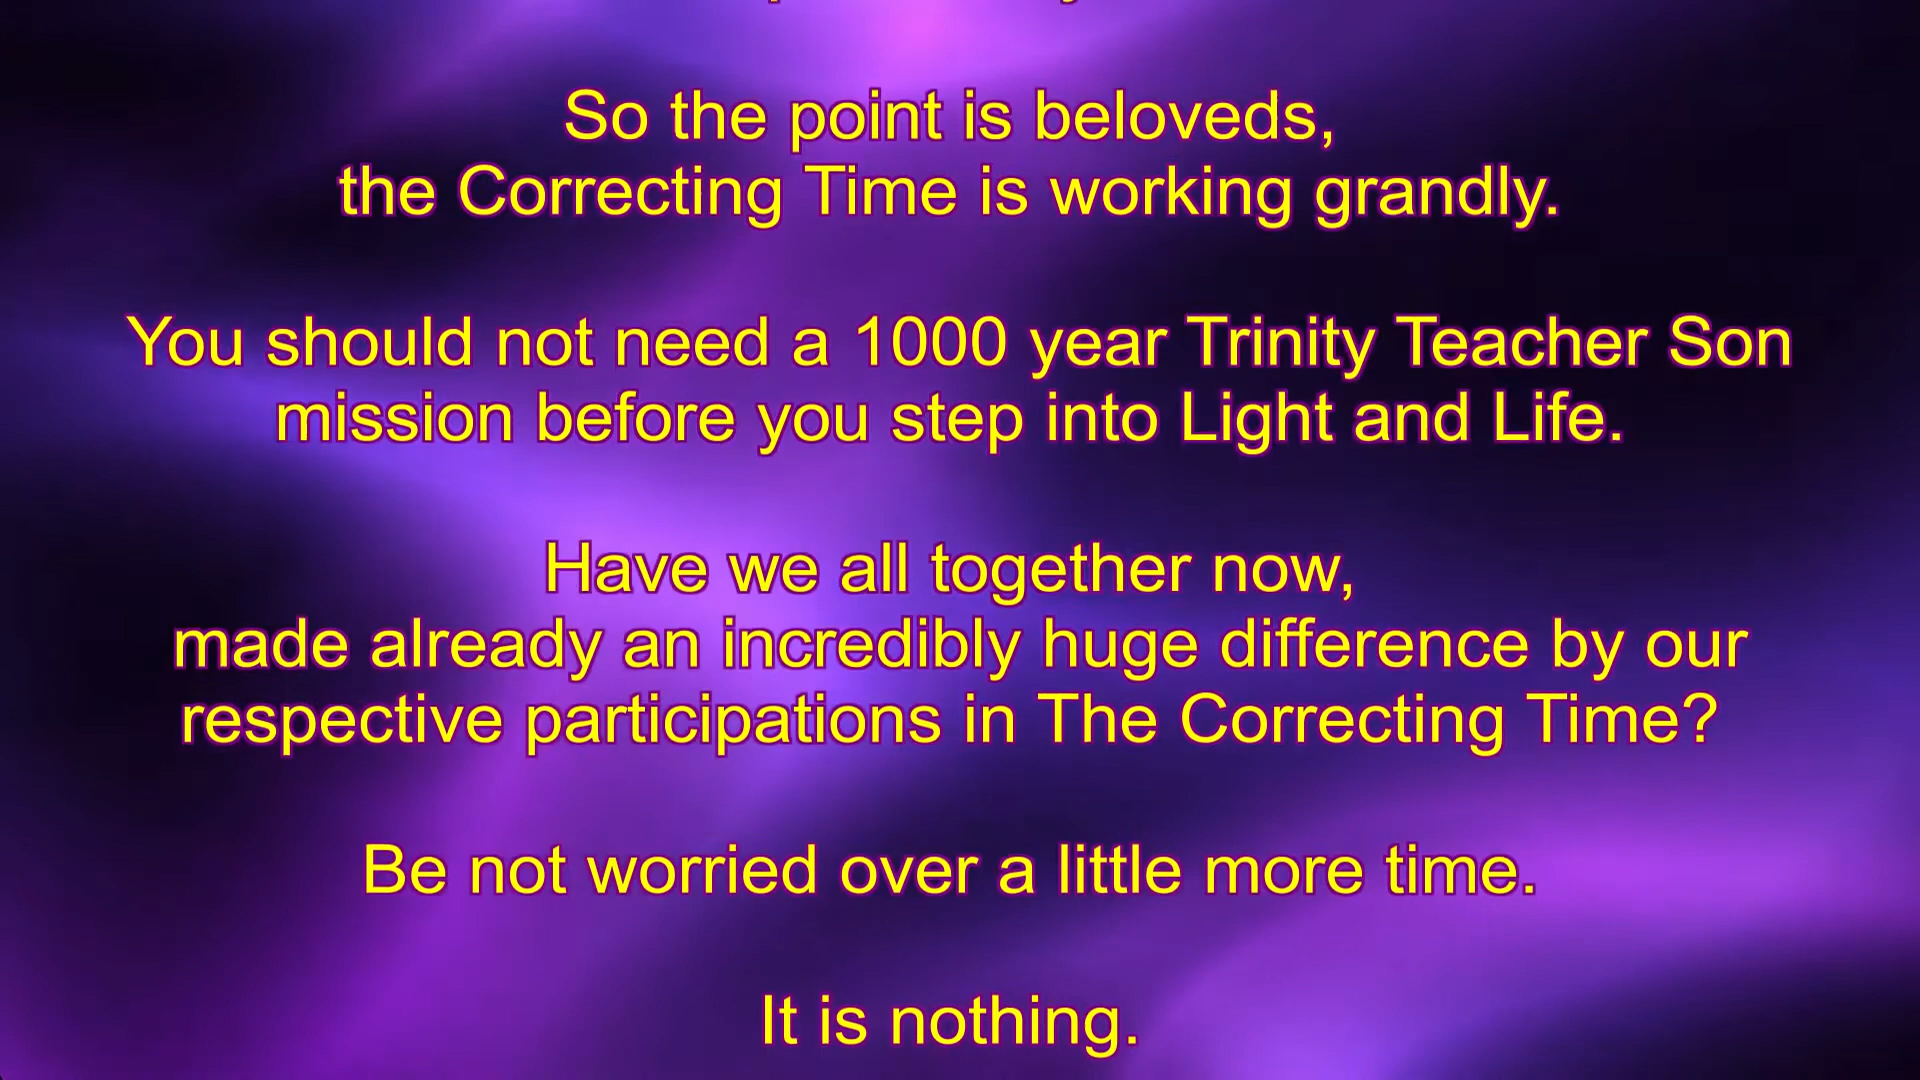 So the point is beloveds,
the Correcting Time is working grandly.
You should not need a 1000 year Trinity Teacher Son
mission before you step into Light and Life.
Have we all together now,
made already an incredibly huge difference by our
respective participations in The Correcting Time?
Be not worried over a little more time.
It is nothing.